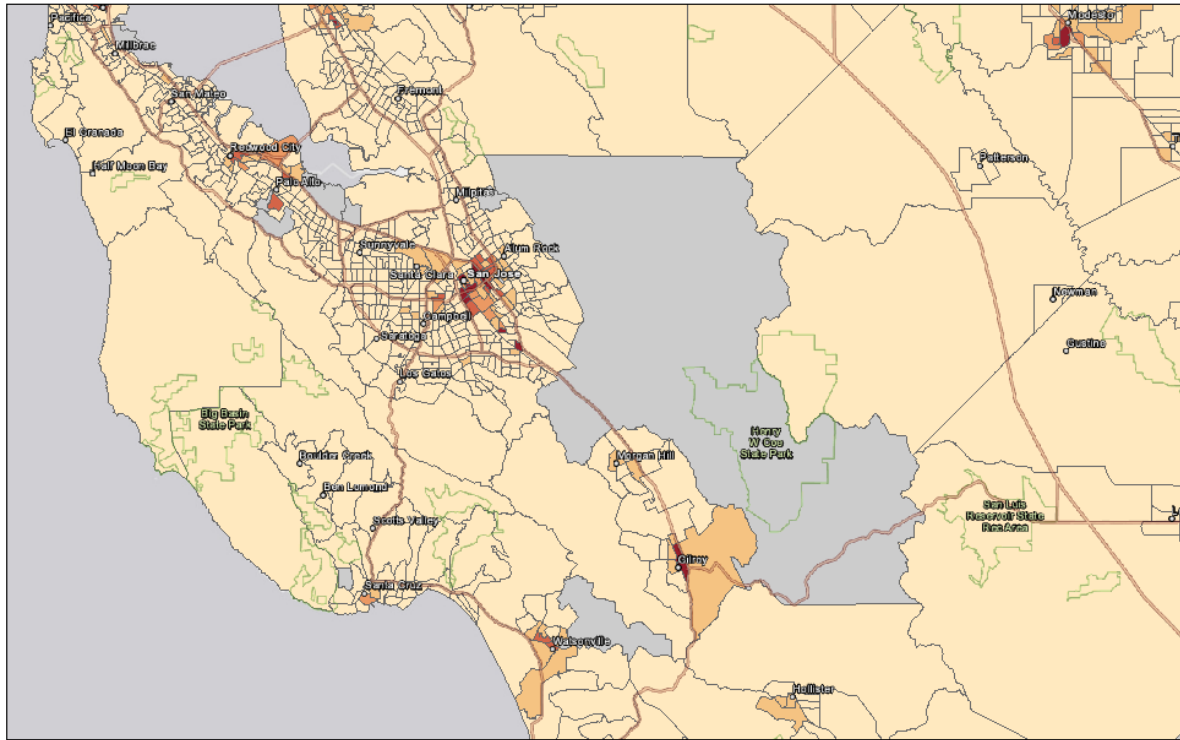 Pacifica
Modesto
Millbrae
San Mateo
Fremont
El Granada
Redwood City
Half Moon Bay
Patterson
Palo Alto
Milpitas
Sunnyvale
Alum Rock
Santa Clara
San Jose
Newman
Campbell
Saratoga
Gustine
Los Gatos
Big Basin
State Park
Henry
W Coe
State Park
Boulder Creek
Morgan Hill
Ben Lomond
San Luis
Reservoir State
Rec Area
Scotts Valley
Gilroy
Santa Cruz
Watsonville
Hollister